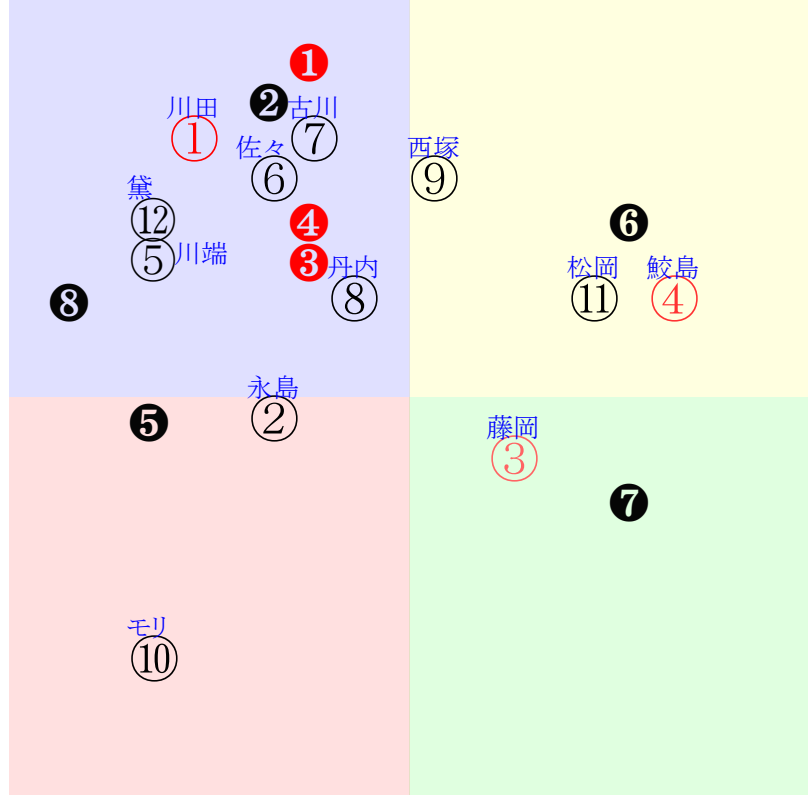 ❶
❷
川田 古川
① ⑦
佐々 西塚
⑥ ⑨
黛
⑫ ❹ ❻
⑤ 川端 ❸ 丹内 松岡 鮫島
❽ ⑧ ⑪ ④
永島
❺ ② 藤岡
③
❼
モリ
⑩